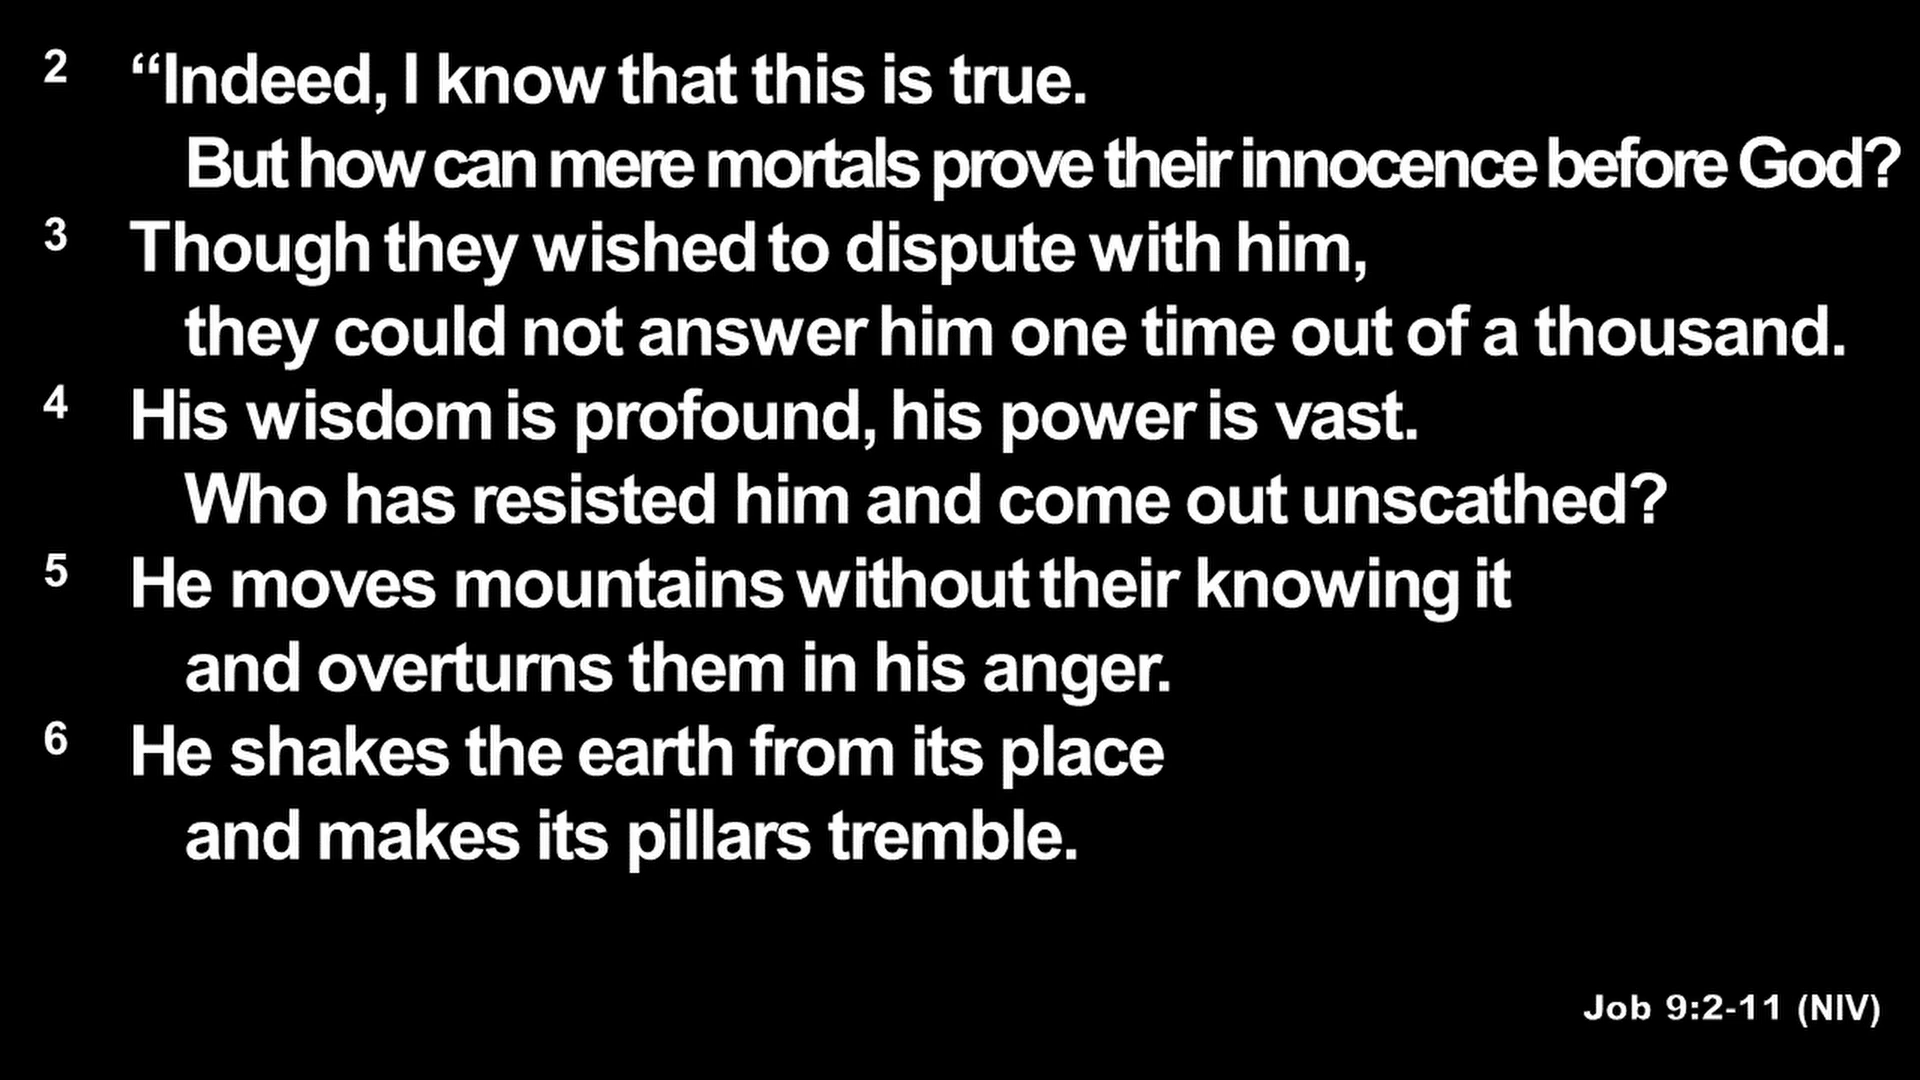 2 “Indeed, I know that this is true.
But how can mere mortals prove their innocence before God?
3 Though they wished to dispute with him,
they could not answer him one time out of a thousand.
4 His wisdom is profound, his power is vast.
Who has resisted him and come out unscathed?
5 He moves mountains without their knowing it
and overturns them in his anger.
6 He shakes the earth from its place
and makes its pillars tremble.
Job 9:2-11 (NIV)